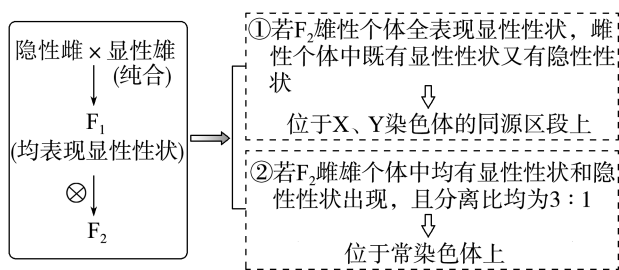 隐性雌×显性雄
(纯合)
F₁
(均表现显性性状)
⊗
F₂
①若F₂雄性个体全表现显性性状，雌
性个体中既有显性性状又有隐性性
状
位于X、Y染色体的同源区段上
②若F₂雌雄个体中均有显性性状和隐
性性状出现，且分离比均为3∶1
位于常染色体上